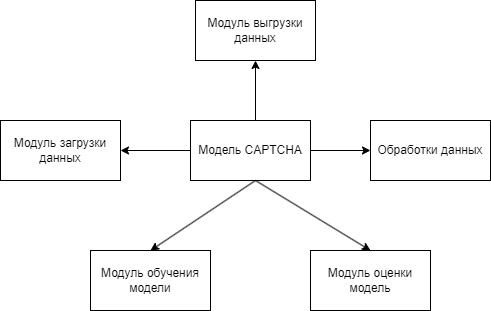 Модуль выгрузки
данных
Модуль загрузки
данных
Модель CAPTCHA
Обработки данных
Модуль обучения
модели
Модуль оценки
модель